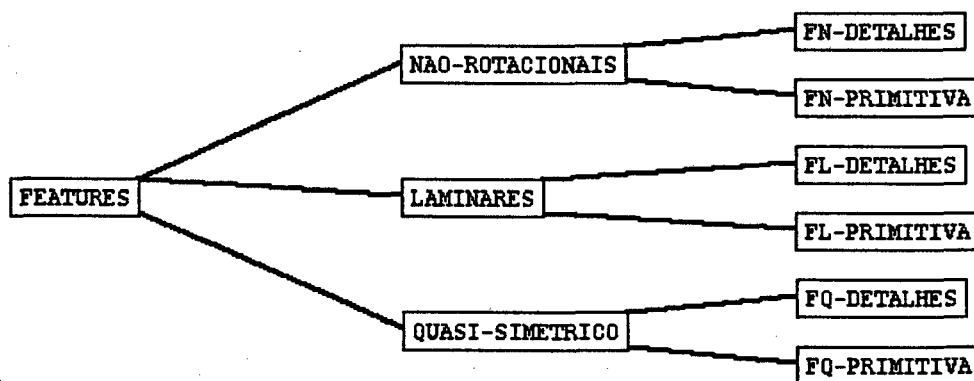 FN-DETALHES
NAO-ROTACIONAIS
FN-PRIMITIVA
FL-DETALHES
FEATURES
LAMINARES
FL-PRIMITIVA
FQ-DETALHES
QUASI-SIMETRICO
FQ-PRIMITIVA